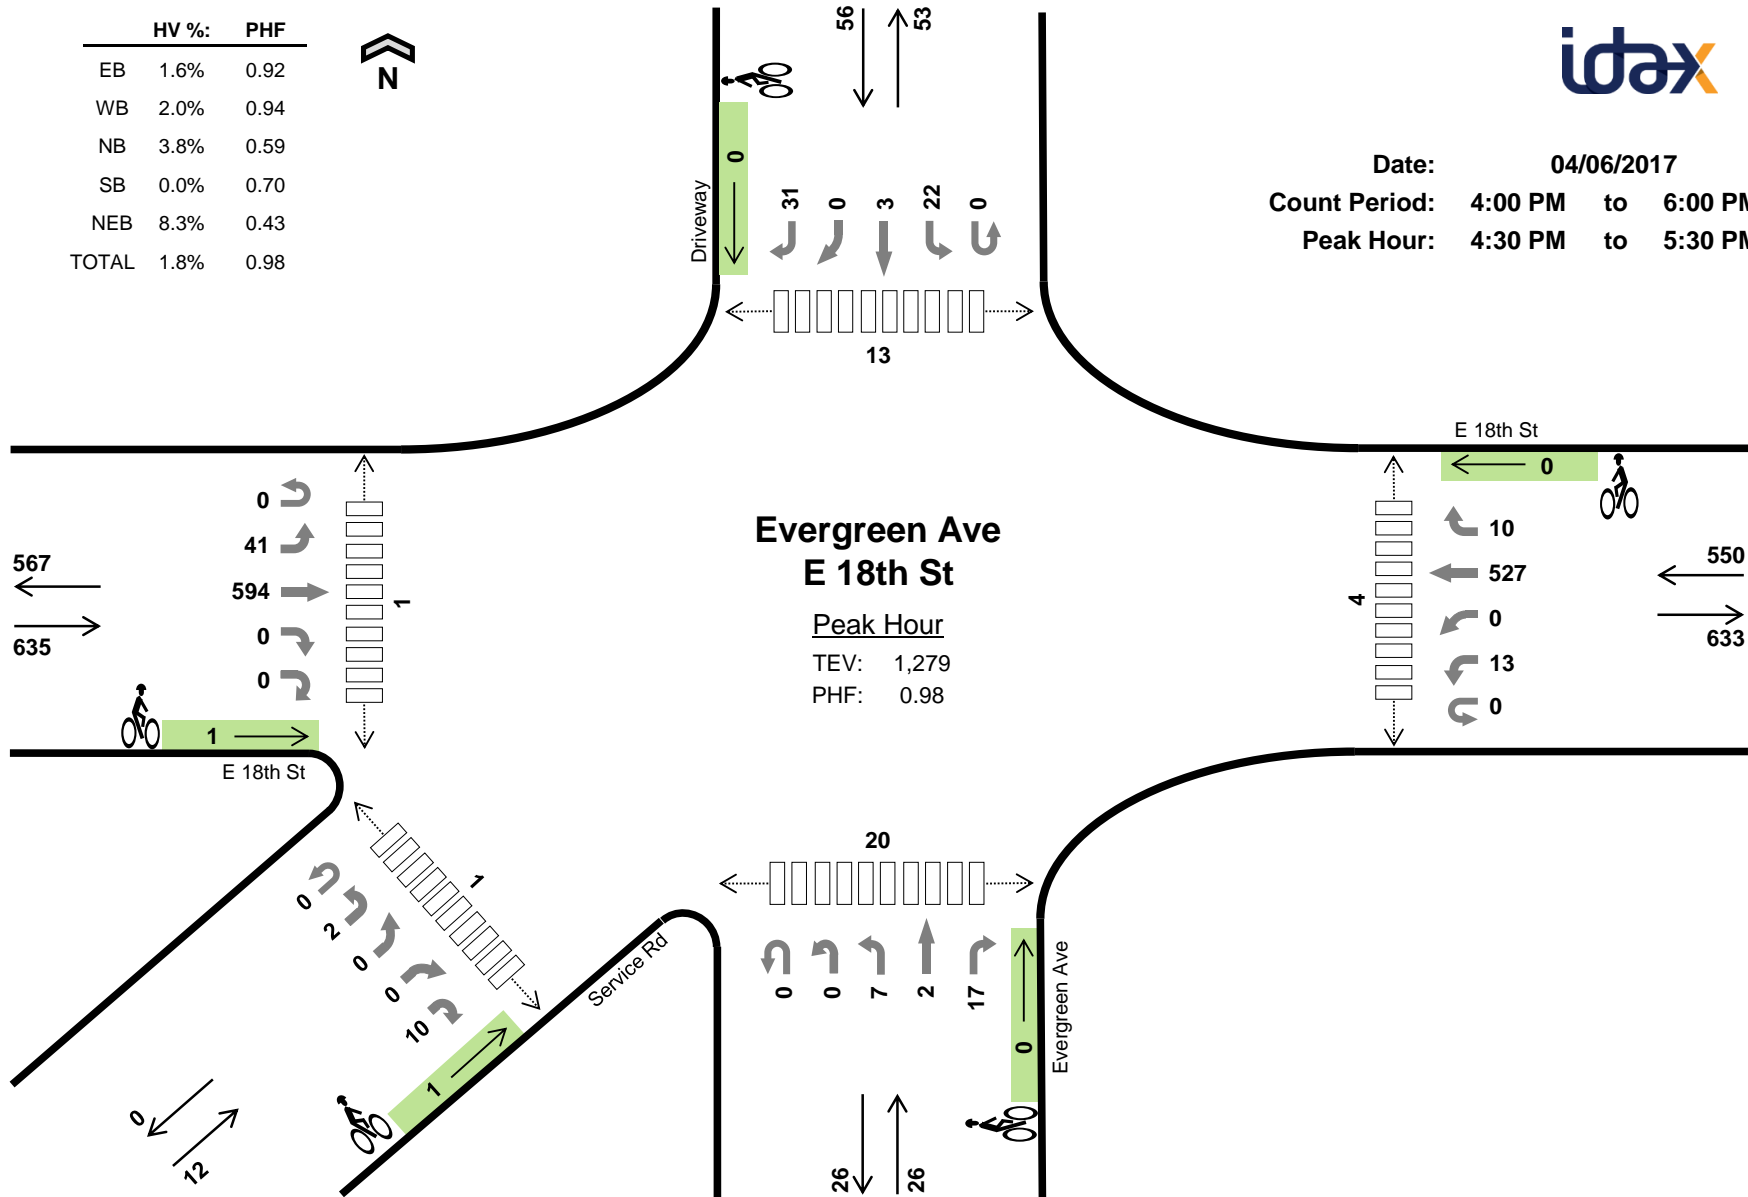 HV %: PHF
EB 1.6% 0.92
WB 2.0% 0.94
NB 3.8% 0.59
SB 0.0% 0.70
NEB 8.3% 0.43
TOTAL 1.8% 0.98
N
56
53
idax
Date: 04/06/2017
Count Period: 4:00 PM to 6:00 PM
Peak Hour: 4:30 PM to 5:30 PM
Driveway
0
31 0 3 22 0
13
E 18th St
0
10
527
0
13
0
4
550
633
567
635
0
41
594
0
0
1
1
E 18th St
Evergreen Ave
E 18th St
Peak Hour
TEV: 1,279
PHF: 0.98
1
0
2
0
0
10
1
Service Rd
0
12
20
0 0 7 2 17
0
Evergreen Ave
26
26